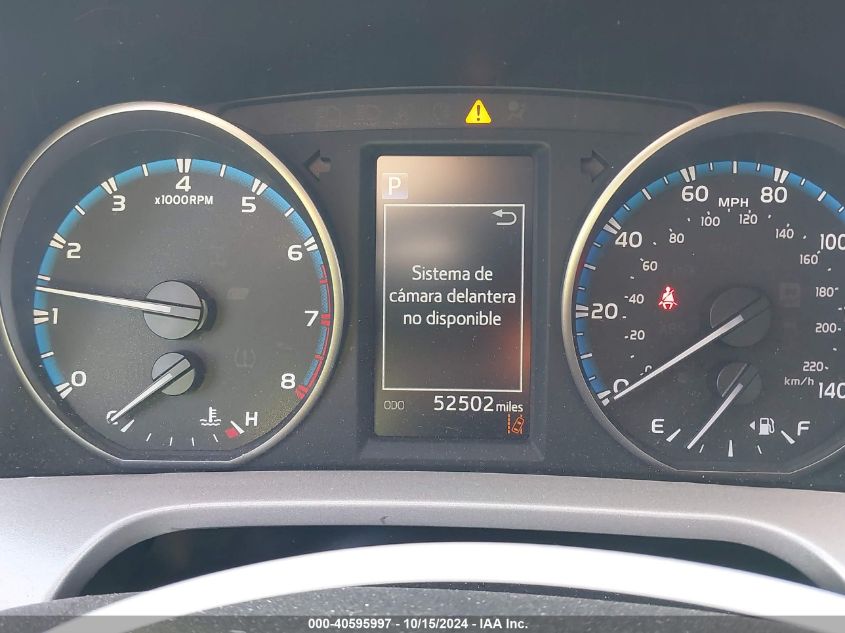 P
Sistema de
cámara delantera
no disponible
ODO 52502 miles
0 1 2 3 4 5 6 7 8
x1000RPM
C H
0 20 40 60 80 100 140
MPH
0 20 40 60 80 100 120 140 160 180 200 220
km/h
E F
000-40595997 - 10/15/2024 - IAA Inc.